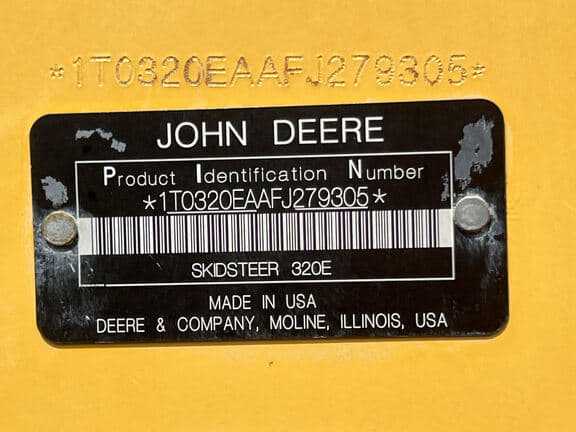 *1T0320EAAFJ279305*
JOHN DEERE
Product Identification Number
*1T0320EAAFJ279305*
SKIDSTEER 320E
MADE IN USA
DEERE & COMPANY, MOLINE, ILLINOIS, USA